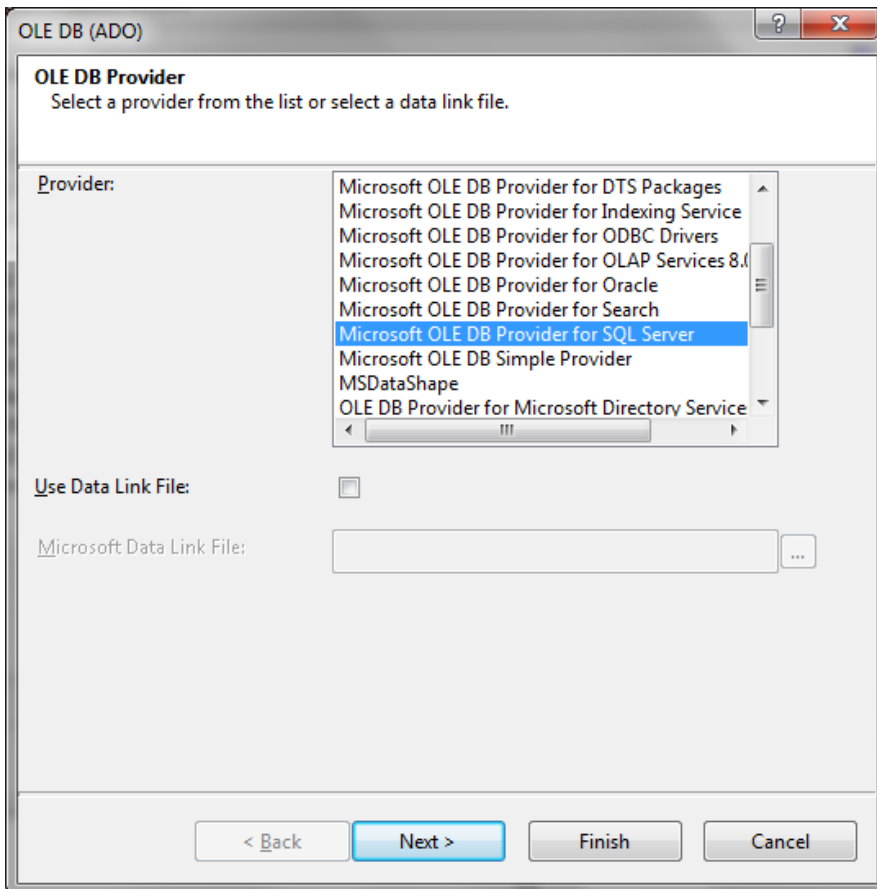 OLE DB (ADO)
OLE DB Provider
Select a provider from the list or select a data link file.
Provider:
Microsoft OLE DB Provider for DTS Packages
Microsoft OLE DB Provider for Indexing Service
Microsoft OLE DB Provider for ODBC Drivers
Microsoft OLE DB Provider for OLAP Services 8.(
Microsoft OLE DB Provider for Oracle
Microsoft OLE DB Provider for Search
Microsoft OLE DB Provider for SQL Server
Microsoft OLE DB Simple Provider
MSDataShape
OLE DB Provider for Microsoft Directory Service
Use Data Link File:
Microsoft Data Link File:
...
< Back Next > Finish Cancel